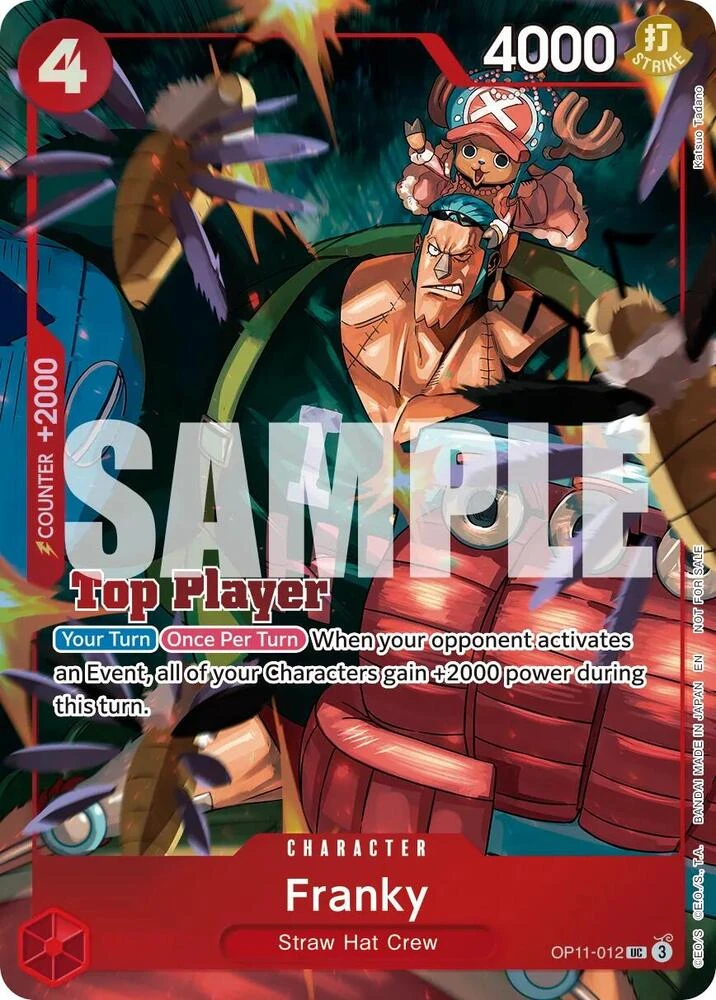 4
4000
打
STRIKE
Katsuo Tadano
COUNTER +2000
SAMPLE
Top Player
Your Turn Once Per Turn When your opponent activates
an Event, all of your Characters gain +2000 power during
this turn.
©E.O/S ©E.O./S., T.A. BANDAI MADE IN JAPAN EN NOT FOR SALE
CHARACTER
Franky
Straw Hat Crew
OP11-012 UC 3